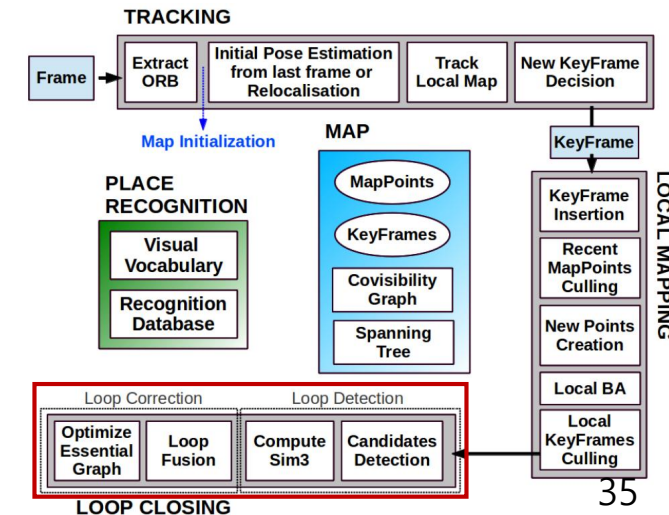 TRACKING
Frame
Extract
ORB
Initial Pose Estimation
from last frame or
Relocalisation
Track
Local Map
New KeyFrame
Decision
Map Initialization
KeyFrame
MAP
MapPoints
KeyFrames
Covisibility
Graph
Spanning
Tree
PLACE
RECOGNITION
Visual
Vocabulary
Recognition
Database
LOCAL MAPPING
KeyFrame
Insertion
Recent
MapPoints
Culling
New Points
Creation
Local BA
Local
KeyFrames
Culling
Loop Correction
Loop Detection
Optimize
Essential
Graph
Loop
Fusion
Compute
Sim3
Candidates
Detection
LOOP CLOSING
35